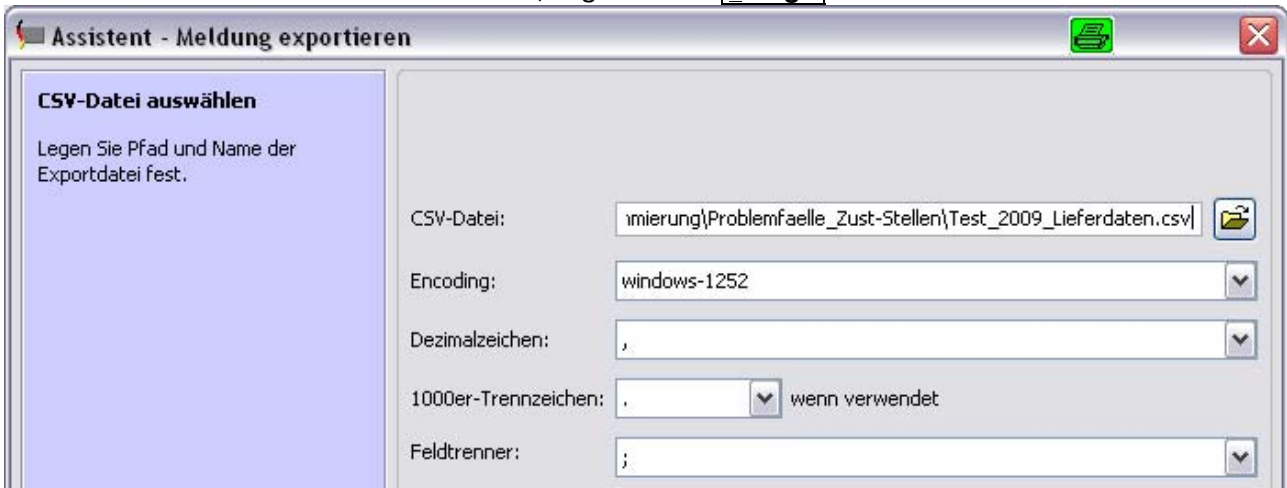 Assistent - Meldung exportieren
CSV-Datei auswählen
Legen Sie Pfad und Name der
Exportdatei fest.
CSV-Datei: mierung\Problemfaelle_Zust-Stellen\Test_2009_Lieferdaten.csv
Encoding: windows-1252
Dezimalzeichen: ,
1000er-Trennzeichen: . wenn verwendet
Feldtrenner: ;